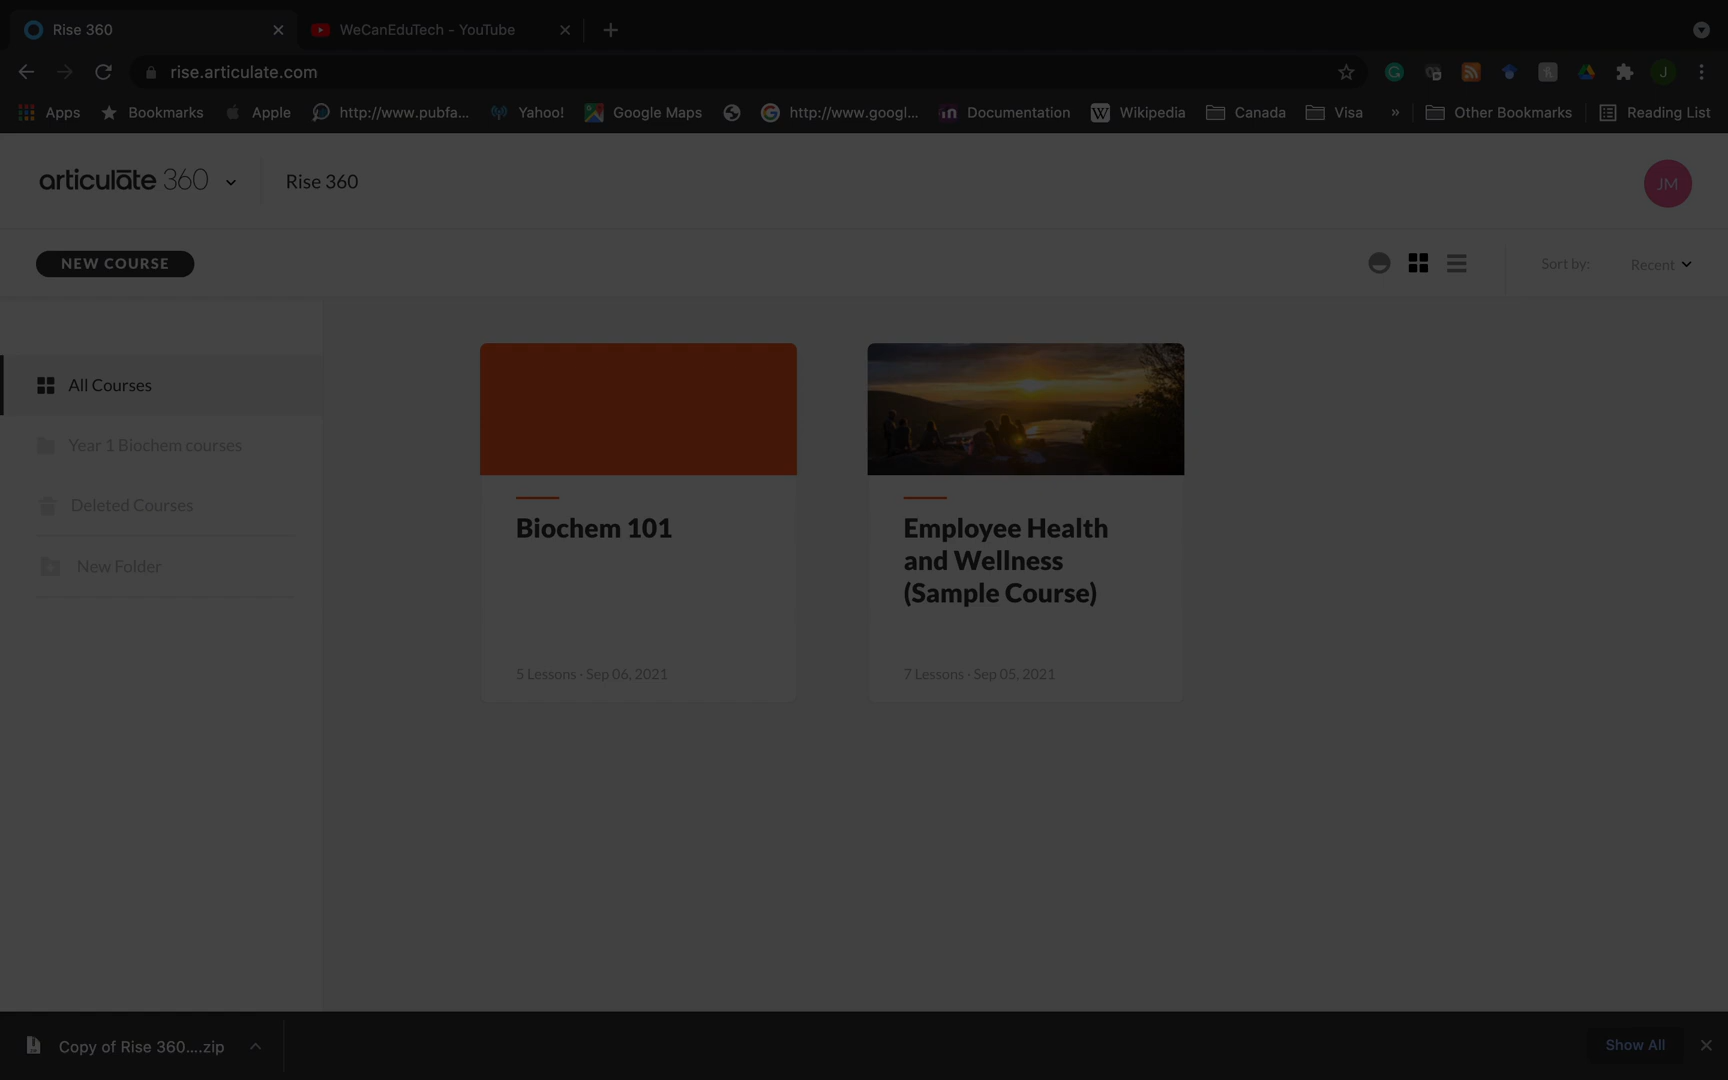 Rise 360
WeCanEduTech - YouTube
rise.articulate.com
J
Apps
Bookmarks
Apple
http://www.pubfa...
Yahoo!
Google Maps
http://www.googl...
in
Documentation
W
Wikipedia
Canada
Visa
»
Other Bookmarks
Reading List
articulāte 360
Rise 360
JM
NEW COURSE
Sort by:
Recent
All Courses
Year 1 Biochem courses
Deleted Courses
New Folder
Biochem 101
5 Lessons · Sep 06, 2021
Employee Health
and Wellness
(Sample Course)
7 Lessons · Sep 05, 2021
Copy of Rise 360....zip
Show All